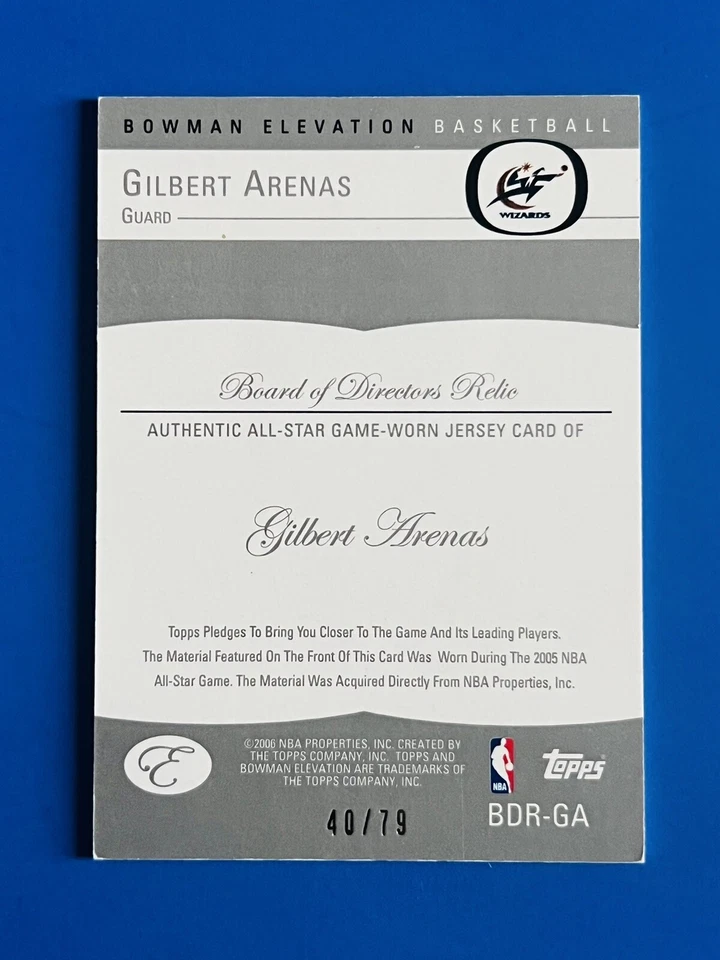 BOWMAN ELEVATION BASKETBALL
GILBERT ARENAS
GUARD
WIZARDS
Board of Directors Relic
AUTHENTIC ALL-STAR GAME-WORN JERSEY CARD OF
Gilbert Arenas
Topps Pledges To Bring You Closer To The Game And Its Leading Players.
The Material Featured On The Front Of This Card Was Worn During The 2005 NBA
All-Star Game. The Material Was Acquired Directly From NBA Properties, Inc.
E
©2006 NBA PROPERTIES, INC. CREATED BY
THE TOPPS COMPANY, INC. TOPPS AND
BOWMAN ELEVATION ARE TRADEMARKS OF
THE TOPPS COMPANY, INC.
40/79
NBA
Topps
BDR-GA